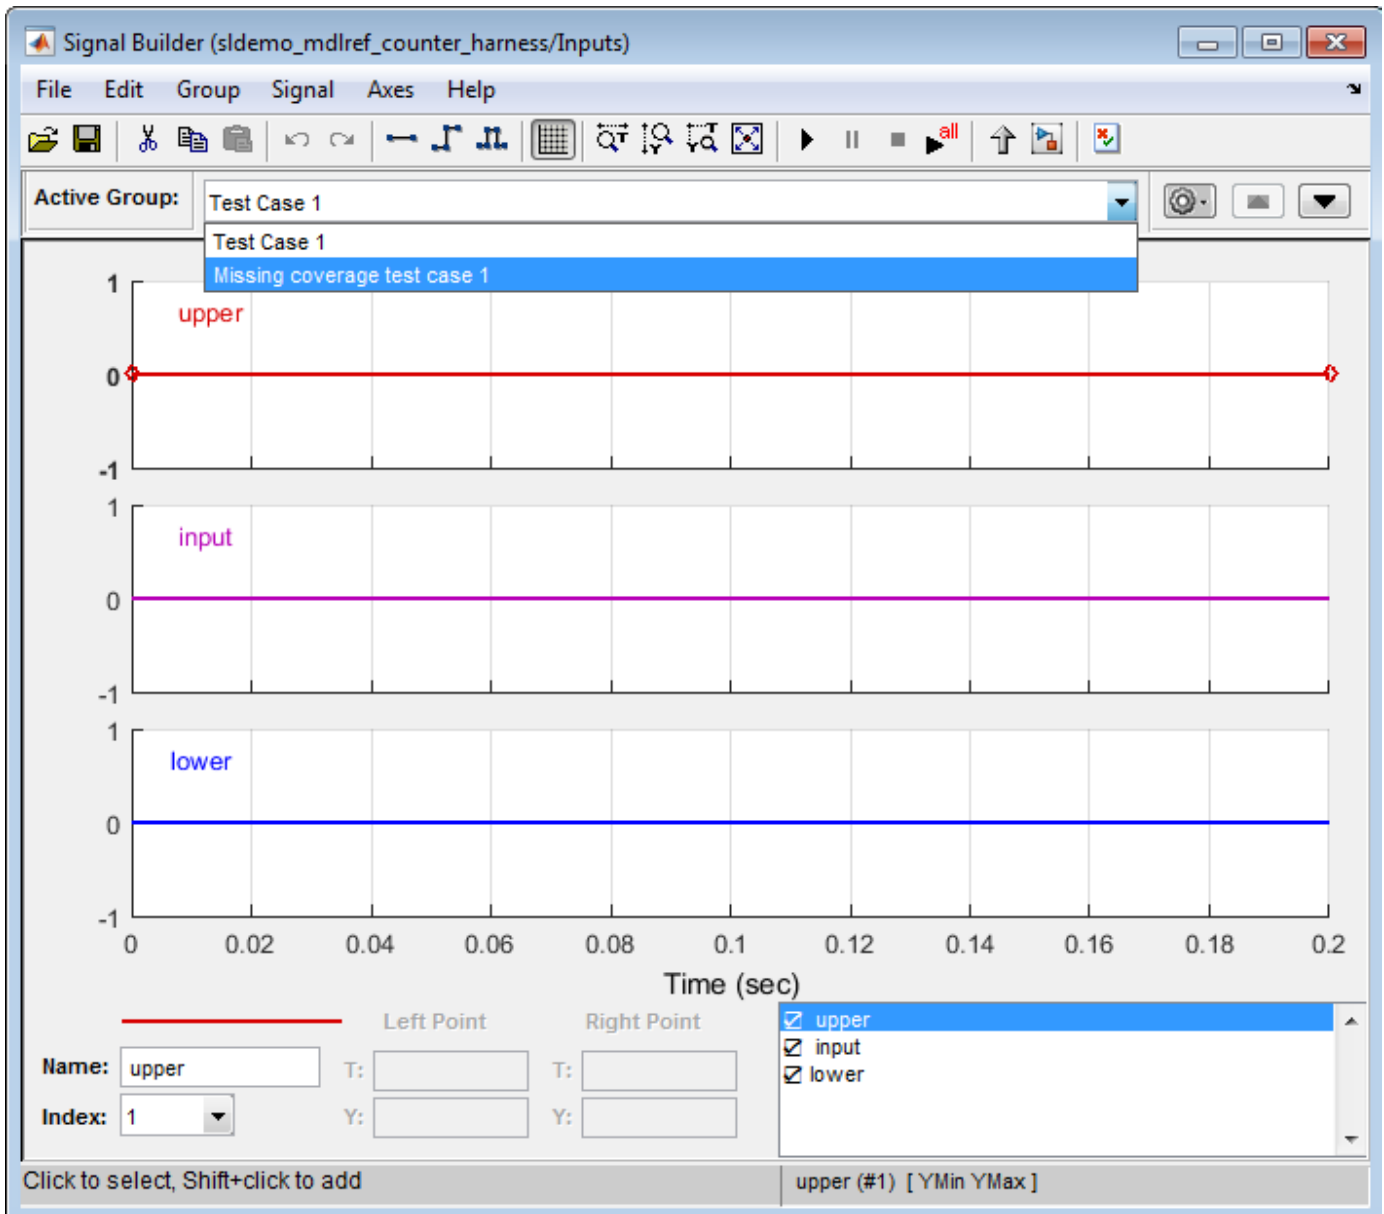 Signal Builder (sldemo_mdlref_counter_harness/Inputs)
File Edit Group Signal Axes Help
all
Active Group: Test Case 1
Test Case 1
Missing coverage test case 1
1
upper
0
-1
1
input
0
-1
1
lower
0
-1
0 0.02 0.04 0.06 0.08 0.1 0.12 0.14 0.16 0.18 0.2
Time (sec)
Left Point Right Point
Name: upper T: T:
Index: 1 Y: Y:
upper
input
lower
Click to select, Shift+click to add
upper (#1) [ YMin YMax ]